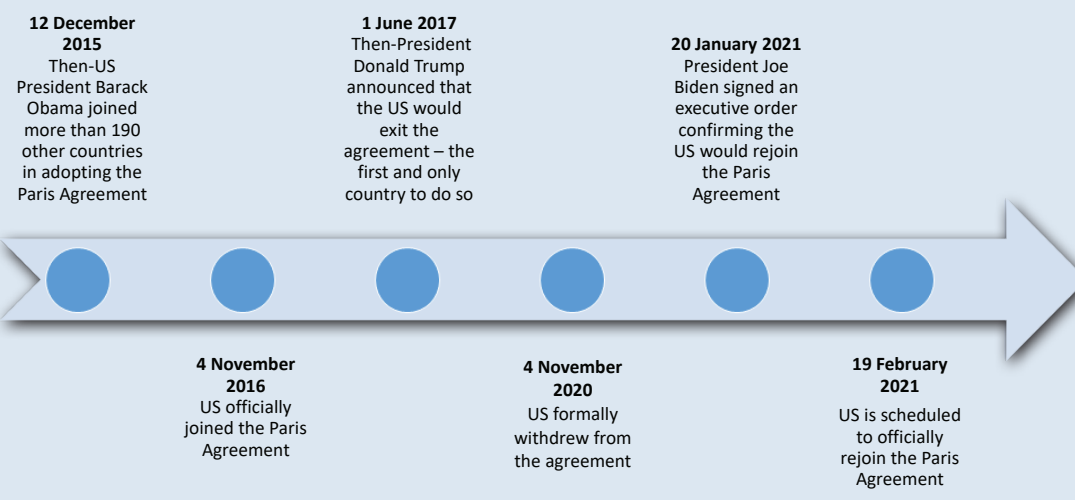 12 December
2015
Then-US
President Barack
Obama joined
more than 190
other countries
in adopting the
Paris Agreement
4 November
2016
US officially
joined the Paris
Agreement
1 June 2017
Then-President
Donald Trump
announced that
the US would
exit the
agreement – the
first and only
country to do so
4 November
2020
US formally
withdrew from
the agreement
20 January 2021
President Joe
Biden signed an
executive order
confirming the
US would rejoin
the Paris
Agreement
19 February
2021
US is scheduled
to officially
rejoin the Paris
Agreement